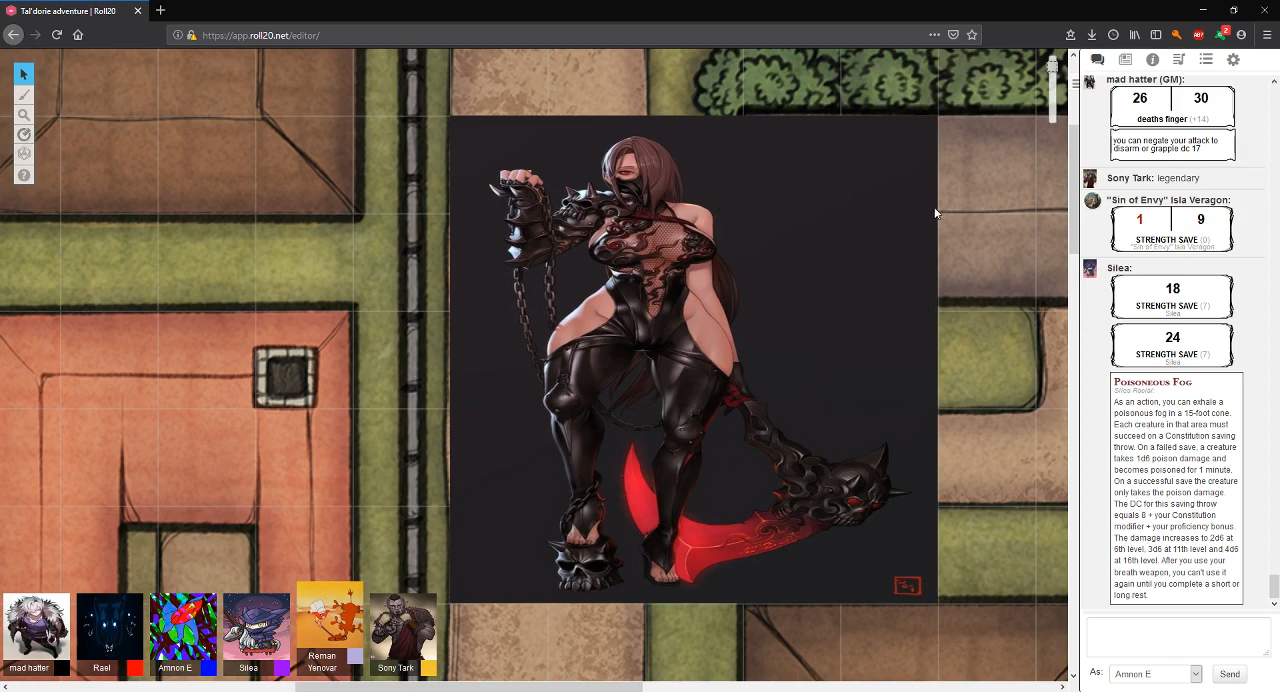 Tal'dorie adventure | Roll20
https://app.roll20.net/editor/
ABP
2
mad hatter (GM):
26 30
deaths finger (+14)
you can negate your attack to
disarm or grapple dc 17
Sony Tark: legendary
"Sin of Envy" Isla Veragon:
1 9
STRENGTH SAVE (0)
"Sin of Envy" Isla Veragon
Silea:
18
STRENGTH SAVE (7)
Silea
24
STRENGTH SAVE (7)
Silea
Poisoneous Fog
Silea Racial:
As an action, you can exhale a
poisonous fog in a 15-foot cone.
Each creature in that area must
succeed on a Constitution saving
throw. On a failed save, a creature
takes 1d6 poison damage and
becomes poisoned for 1 minute.
On a successful save the creature
only takes the poison damage.
The DC for this saving throw
equals 8 + your Constitution
modifier + your proficiency bonus.
The damage increases to 2d6 at
6th level, 3d6 at 11th level and 4d6
at 16th level. After you use your
breath weapon, you can't use it
again until you complete a short or
long rest.
mad hatter
Rael
Amnon E
Silea
Reman
Yenovar
Sony Tark
As: Amnon E Send